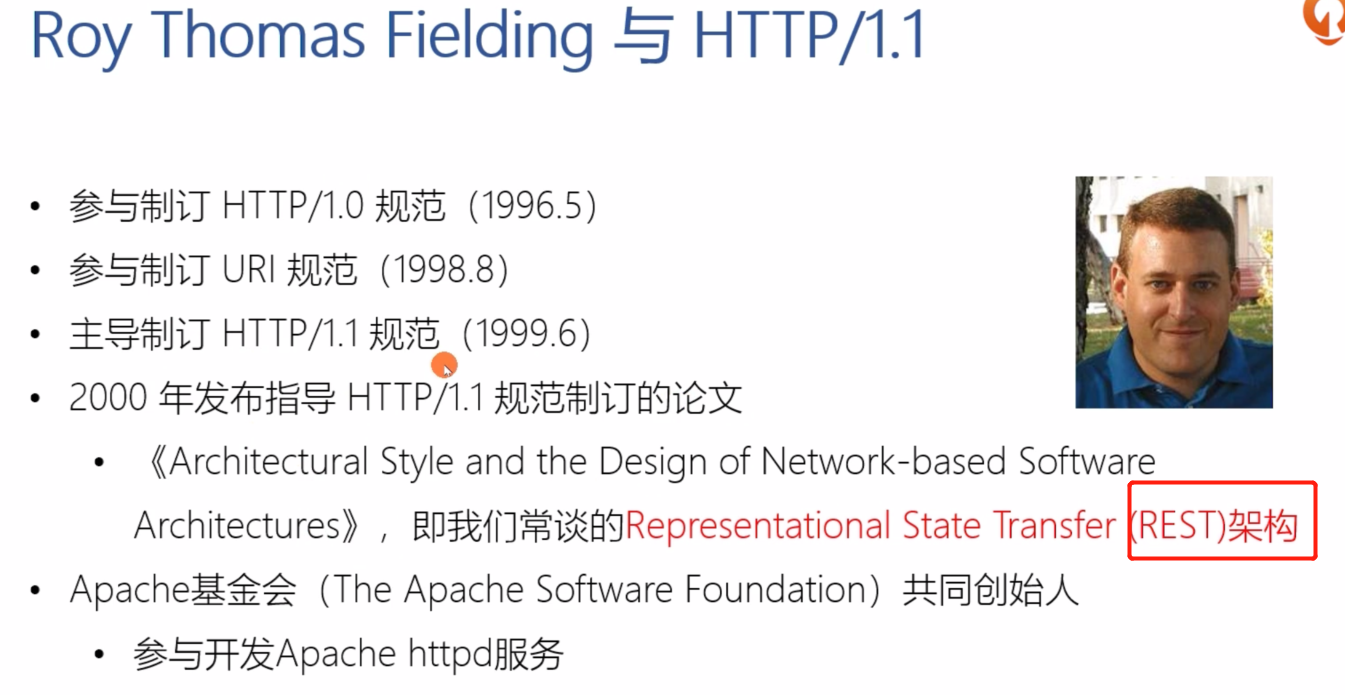 Roy Thomas Fielding 与 HTTP/1.1
• 参与制订 HTTP/1.0 规范（1996.5）
• 参与制订 URI 规范（1998.8）
• 主导制订 HTTP/1.1 规范（1999.6）
• 2000 年发布指导 HTTP/1.1 规范制订的论文
• 《Architectural Style and the Design of Network-based Software
Architectures》，即我们常谈的Representational State Transfer (REST)架构
• Apache基金会（The Apache Software Foundation）共同创始人
• 参与开发Apache httpd服务